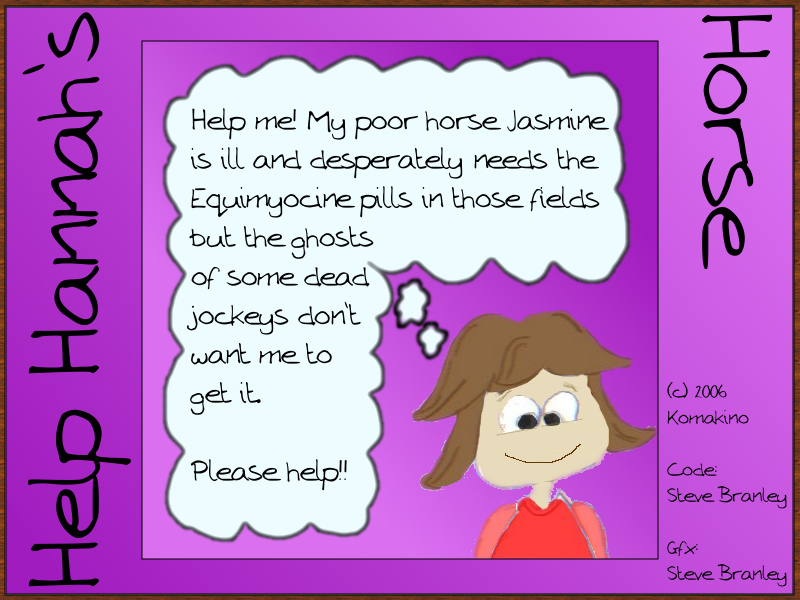 Help Hannah's
Horse
Help me! My poor horse Jasmine
is ill and desperately needs the
Equimyocine pills in those fields
but the ghosts
of some dead
jockeys don't
want me to
get it.
Please help!!
(c) 2006
Komakino
Code:
Steve Branley
Gfx:
Steve Branley